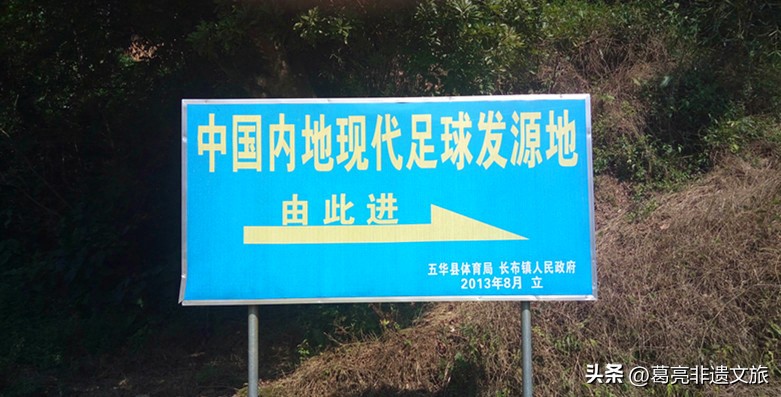 中国内地现代足球发源地
由此进
五华县体育局 长布镇人民政府
2013年8月 立
头条 @葛亮非遗文旅